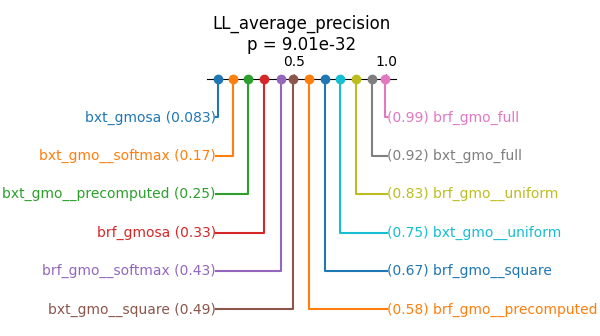 LL_average_precision
p = 9.01e-32
0.5
1.0
bxt_gmosa (0.083)
(0.99) brf_gmo_full
bxt_gmo__softmax (0.17)
(0.92) bxt_gmo_full
bxt_gmo__precomputed (0.25)
(0.83) brf_gmo__uniform
brf_gmosa (0.33)
(0.75) bxt_gmo__uniform
brf_gmo__softmax (0.43)
(0.67) brf_gmo__square
bxt_gmo__square (0.49)
(0.58) brf_gmo__precomputed